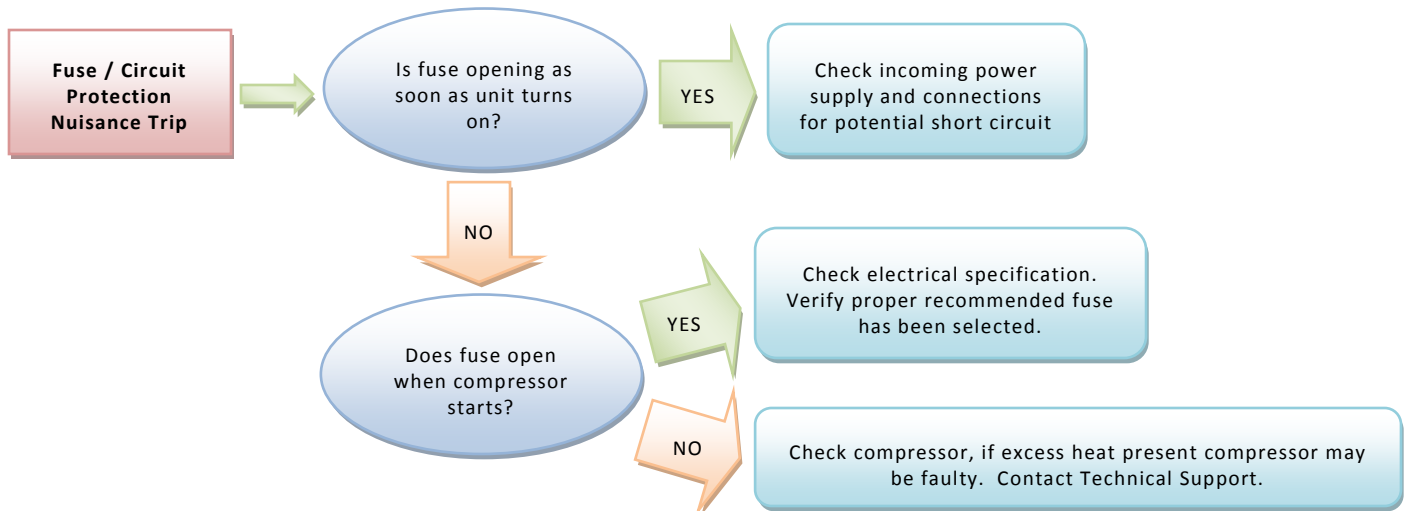 Fuse / Circuit
Protection
Nuisance Trip
Is fuse opening as
soon as unit turns
on?
YES
Check incoming power
supply and connections
for potential short circuit
NO
Does fuse open
when compressor
starts?
YES
Check electrical specification.
Verify proper recommended fuse
has been selected.
NO
Check compressor, if excess heat present compressor may
be faulty. Contact Technical Support.